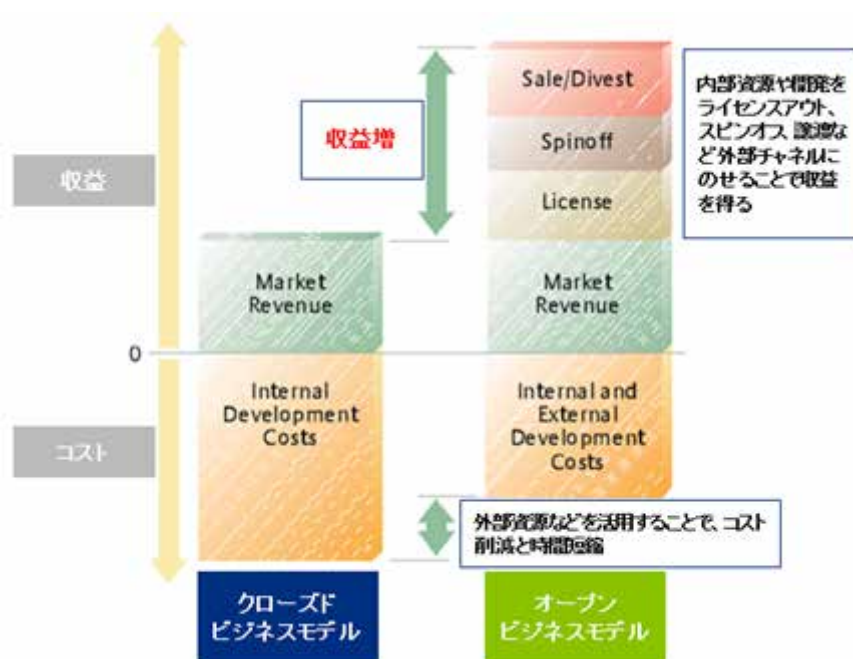 収益
コスト
0
収益増
Market
Revenue
Internal
Development
Costs
クローズド
ビジネスモデル
Sale/Divest
Spinoff
License
Market
Revenue
Internal and
External
Development
Costs
オープン
ビジネスモデル
内部資源や開発を
ライセンスアウト、
スピンオフ、譲渡な
ど外部チャネルに
のせることで収益
を得る
外部資源などを活用することで、コスト
削減と時間短縮